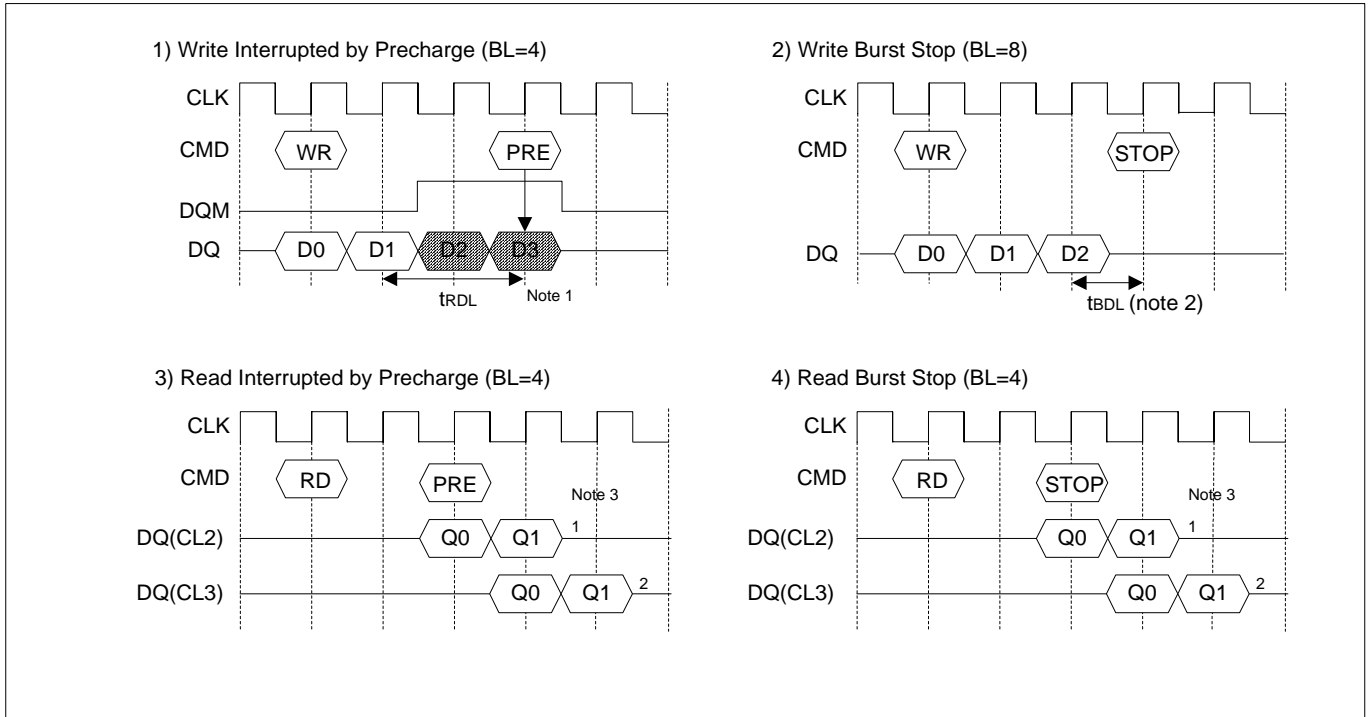 1) Write Interrupted by Precharge (BL=4)
CLK
CMD
WR
PRE
DQM
DQ
D0
D1
D2
D3
tRDL
Note 1
2) Write Burst Stop (BL=8)
CLK
CMD
WR
STOP
DQ
D0
D1
D2
tBDL (note 2)
3) Read Interrupted by Precharge (BL=4)
CLK
CMD
RD
PRE
Note 3
DQ(CL2)
Q0
Q1
1
DQ(CL3)
Q0
Q1
2
4) Read Burst Stop (BL=4)
CLK
CMD
RD
STOP
Note 3
DQ(CL2)
Q0
Q1
1
DQ(CL3)
Q0
Q1
2